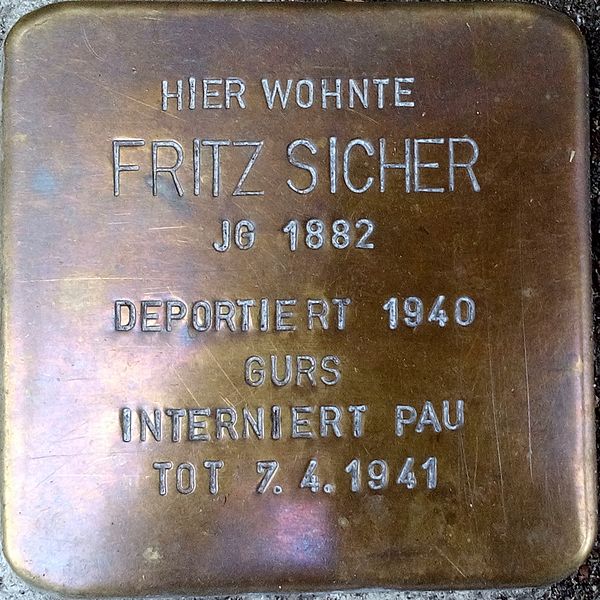 HIER WOHNTE
FRITZ SICHER
JG 1882
DEPORTIERT 1940
GURS
INTERNIERT PAU
TOT 7.4.1941